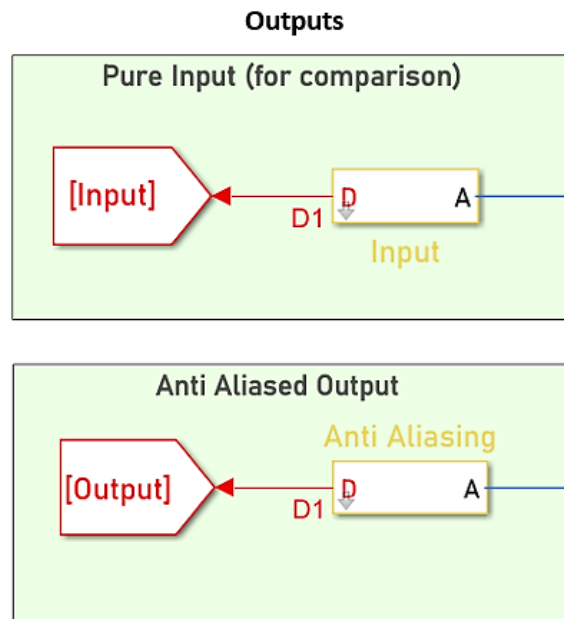 Outputs
Pure Input (for comparison)
[Input]
D
A
D1
Input
Anti Aliased Output
Anti Aliasing
[Output]
D
A
D1